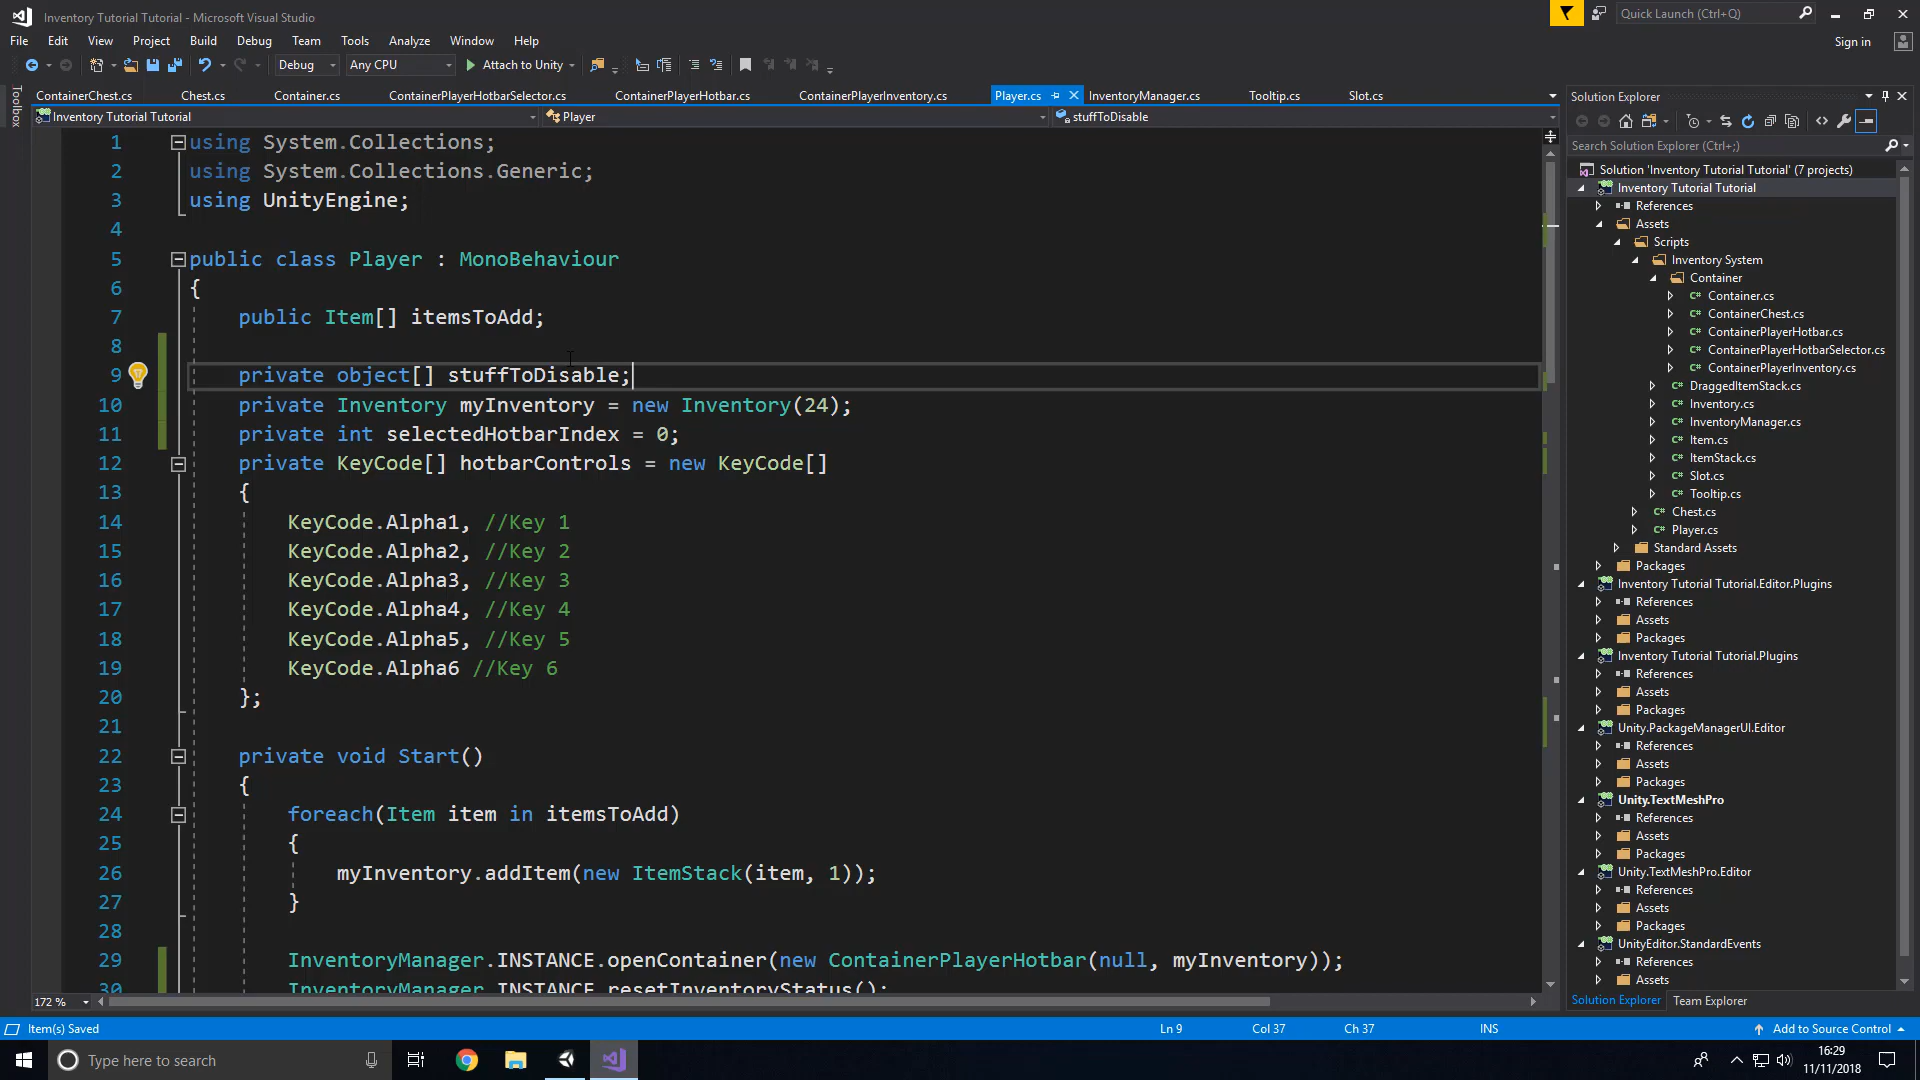 Inventory Tutorial Tutorial - Microsoft Visual Studio
Quick Launch (Ctrl+Q)
File Edit View Project Build Debug Team Tools Analyze Window Help
Sign in
Debug Any CPU Attach to Unity
Toolbox
ContainerChest.cs Chest.cs Container.cs ContainerPlayerHotbarSelector.cs ContainerPlayerHotbar.cs ContainerPlayerInventory.cs Player.cs InventoryManager.cs Tooltip.cs Slot.cs
Inventory Tutorial Tutorial Player stuffToDisable
1 using System.Collections;
2 using System.Collections.Generic;
3 using UnityEngine;
4
5 public class Player : MonoBehaviour
6 {
7 public Item[] itemsToAdd;
8
9 private object[] stuffToDisable;
10 private Inventory myInventory = new Inventory(24);
11 private int selectedHotbarIndex = 0;
12 private KeyCode[] hotbarControls = new KeyCode[]
13 {
14 KeyCode.Alpha1, //Key 1
15 KeyCode.Alpha2, //Key 2
16 KeyCode.Alpha3, //Key 3
17 KeyCode.Alpha4, //Key 4
18 KeyCode.Alpha5, //Key 5
19 KeyCode.Alpha6 //Key 6
20 };
21
22 private void Start()
23 {
24 foreach(Item item in itemsToAdd)
25 {
26 myInventory.addItem(new ItemStack(item, 1));
27 }
28
29 InventoryManager.INSTANCE.openContainer(new ContainerPlayerHotbar(null, myInventory));
30 InventoryManager.INSTANCE.resetInventoryStatus();
172 %
Solution Explorer
Search Solution Explorer (Ctrl+;)
Solution 'Inventory Tutorial Tutorial' (7 projects)
Inventory Tutorial Tutorial
References
Assets
Scripts
Inventory System
Container
C# Container.cs
C# ContainerChest.cs
C# ContainerPlayerHotbar.cs
C# ContainerPlayerHotbarSelector.cs
C# ContainerPlayerInventory.cs
C# DraggedItemStack.cs
C# Inventory.cs
C# InventoryManager.cs
C# Item.cs
C# ItemStack.cs
C# Slot.cs
C# Tooltip.cs
C# Chest.cs
C# Player.cs
Standard Assets
Packages
Inventory Tutorial Tutorial.Editor.Plugins
References
Assets
Packages
Inventory Tutorial Tutorial.Plugins
References
Assets
Packages
Unity.PackageManagerUI.Editor
References
Assets
Packages
Unity.TextMeshPro
References
Assets
Packages
Unity.TextMeshPro.Editor
References
Assets
Packages
UnityEditor.StandardEvents
References
Assets
Solution Explorer Team Explorer
Item(s) Saved Ln 9 Col 37 Ch 37 INS Add to Source Control
Type here to search
16:29
11/11/2018